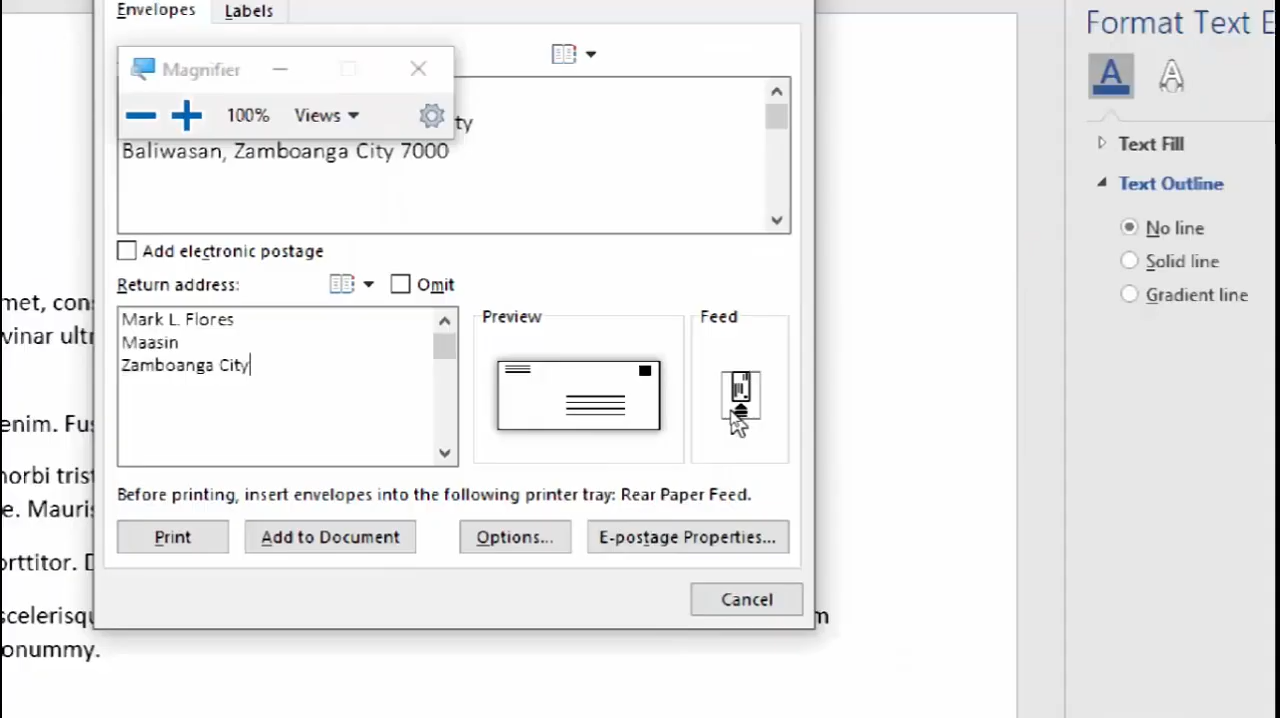 Envelopes
Labels
Format Text E
Magnifier
100%
Views
ty
Baliwasan, Zamboanga City 7000
Text Fill
Text Outline
No line
Solid line
Gradient line
Add electronic postage
Return address:
Omit
Mark L. Flores
Maasin
Zamboanga City
Preview
Feed
Before printing, insert envelopes into the following printer tray: Rear Paper Feed.
Print
Add to Document
Options...
E-postage Properties...
Cancel
met, cons
vinar ultr
enim. Fus
morbi trist
e. Mauris
orttitor. D
scelerisqu
m
onummy.